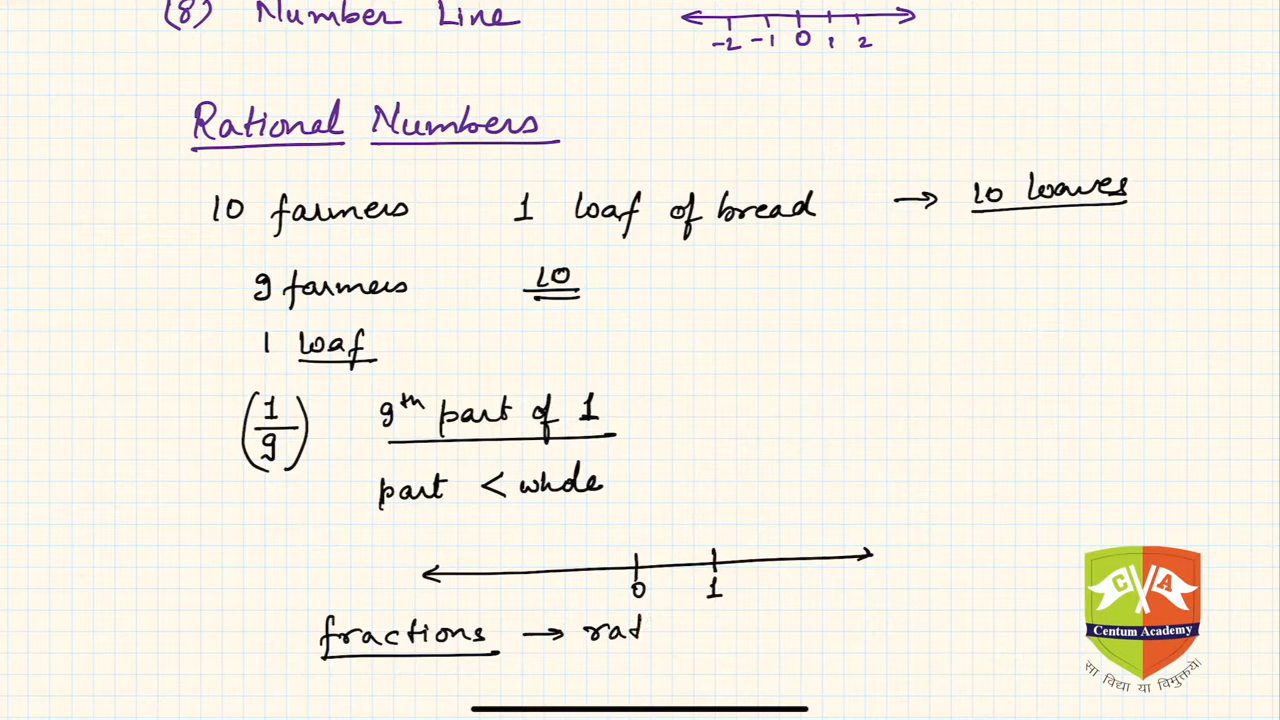 (8) Number Line
-2 -1 0 1 2
Rational Numbers
10 farmers 1 loaf of bread → 10 loaves
9 farmers 10
1 loaf
(1/9) 9th part of 1
part < whole
0 1
fractions → rat
C A
Centum Academy
सा विद्या या विमुक्तये।